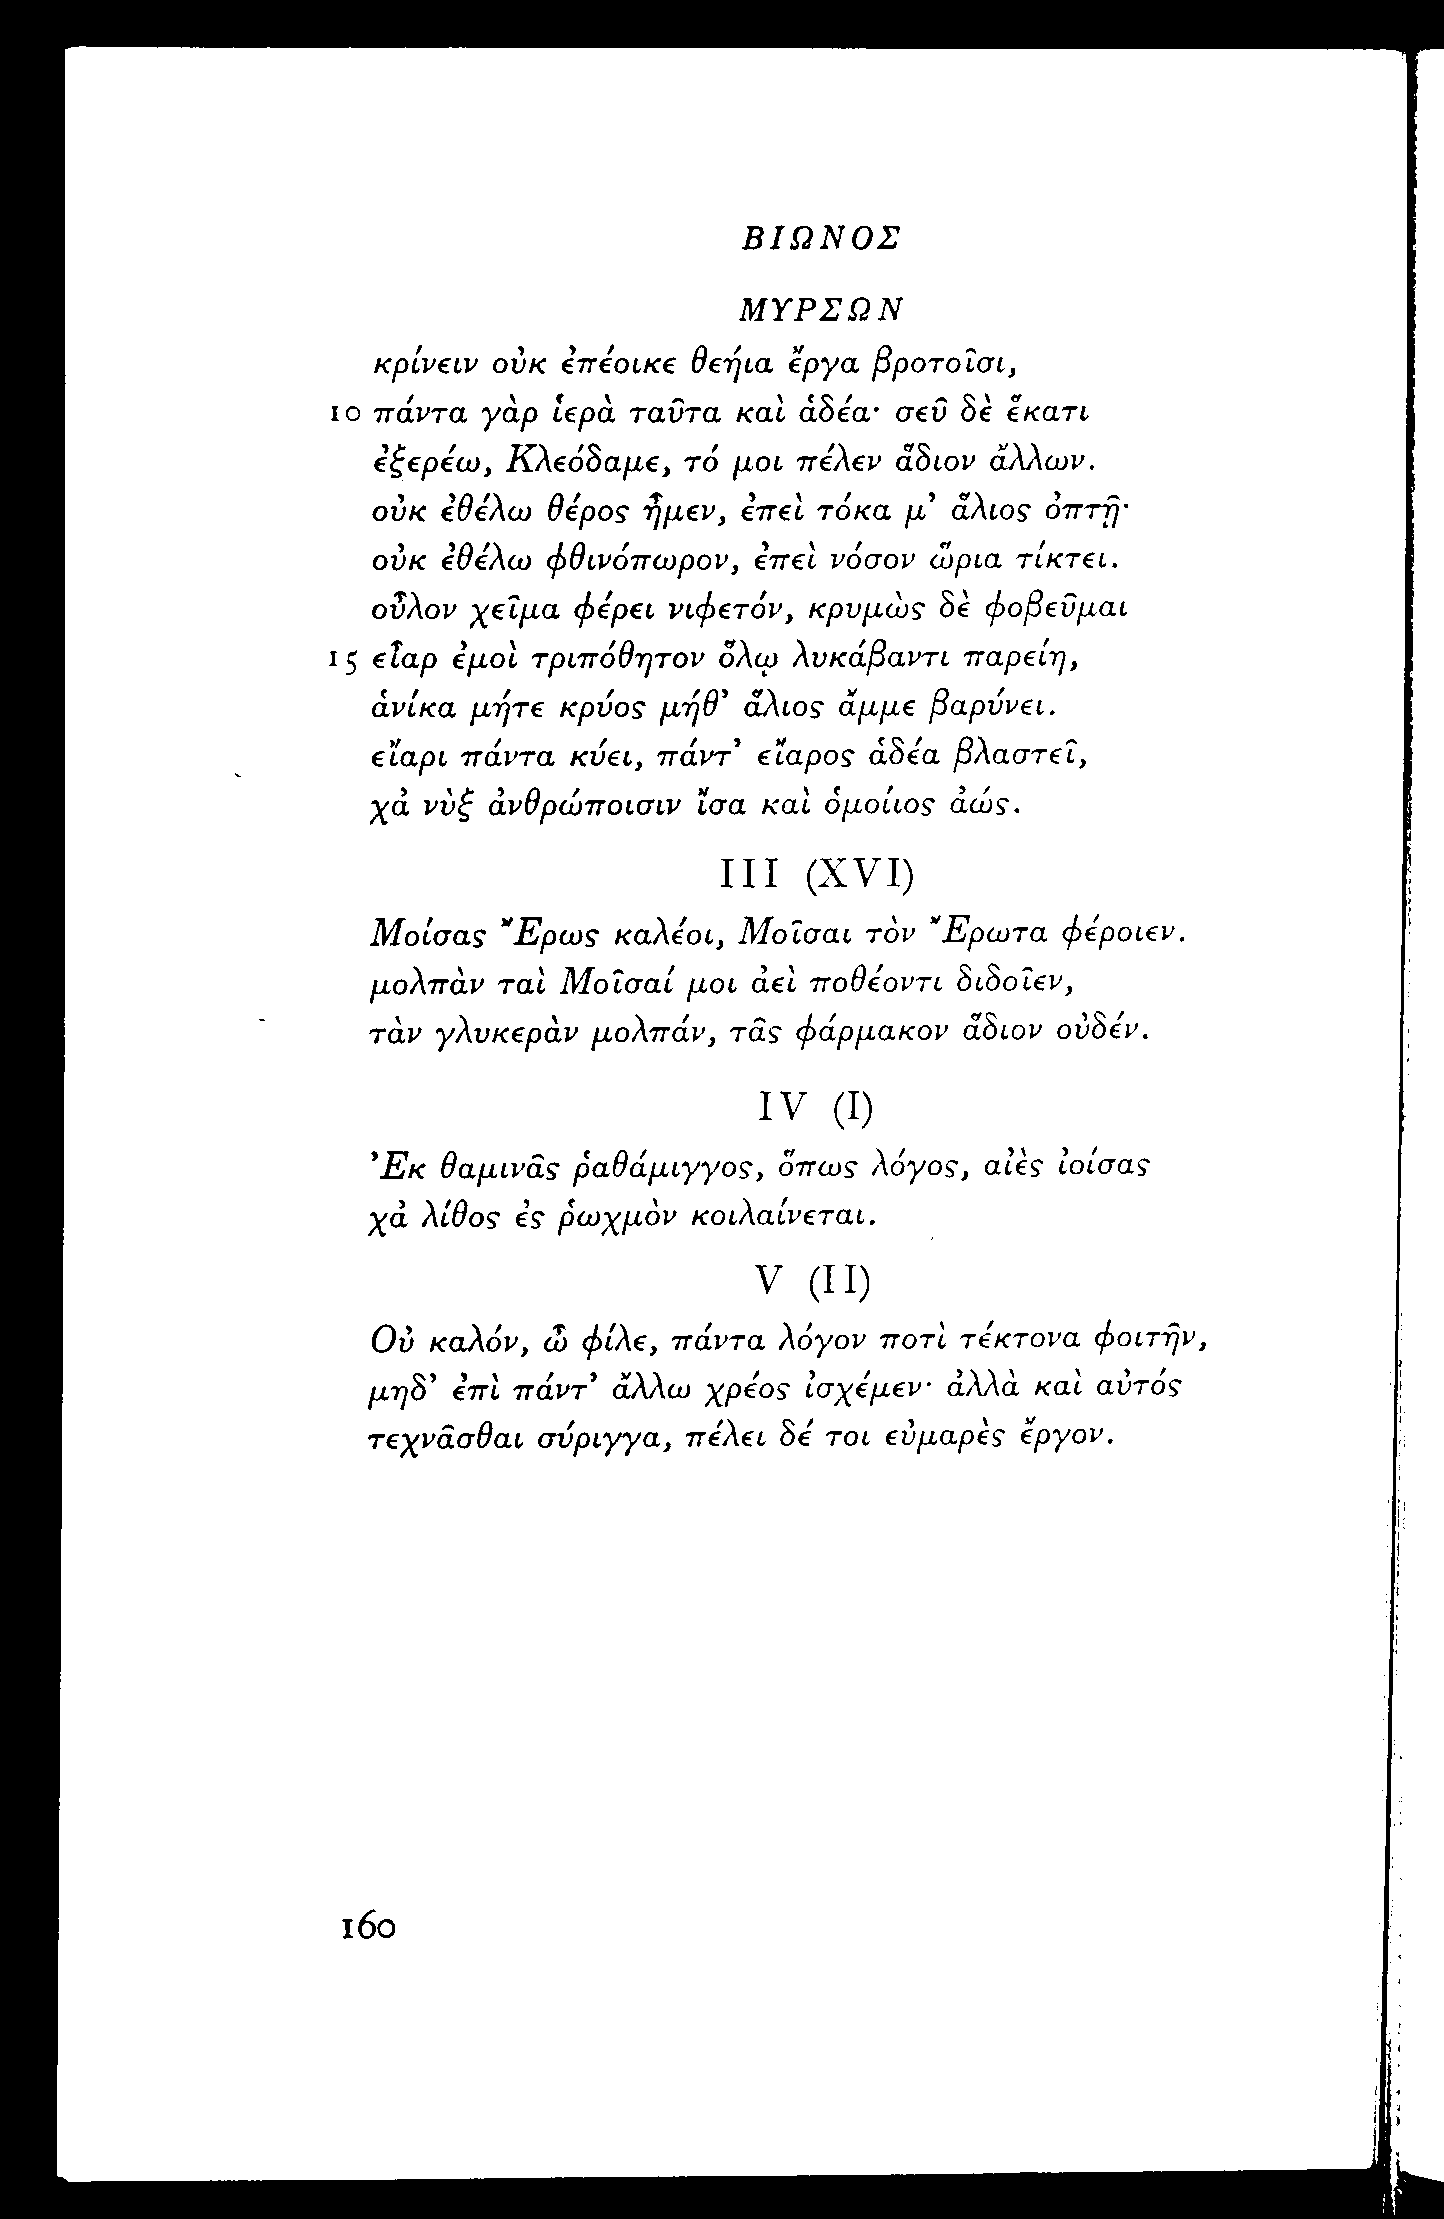 ΒΙΩΝΟΣ
ΜΥΡΣΩΝ
κρίνειν οὐκ ἐπέοικε θεήια ἔργα βροτοῖσι,
10 πάντα γὰρ ἱερὰ ταῦτα καὶ ἁδέα· σεῦ δὲ ἕκατι
ἐξερέω, Κλεόδαμε, τό μοι πέλεν ἅδιον ἄλλων.
οὐκ ἐθέλω θέρος ἦμεν, ἐπεὶ τόκα μ’ ἅλιος ὀπτῇ·
οὐκ ἐθέλω φθινόπωρον, ἐπεὶ νόσον ὥρια τίκτει.
οὖλον χεῖμα φέρει νιφετόν, κρυμὼς δὲ φοβεῦμαι
15 εἶαρ ἐμοὶ τριπόθητον ὅλῳ λυκάβαντι παρείη,
ἁνίκα μήτε κρύος μήθ’ ἅλιος ἄμμε βαρύνει.
εἴαρι πάντα κύει, πάντ’ εἴαρος ἁδέα βλαστεῖ,
χἀ νὺξ ἀνθρώποισιν ἴσα καὶ ὁμοίιος ἀώς.
III (XVI)
Μοίσας Ἔρως καλέοι, Μοῖσαι τὸν Ἔρωτα φέροιεν.
μολπὰν ταὶ Μοῖσαί μοι ἀεὶ ποθέοντι διδοῖεν,
τὰν γλυκερὰν μολπάν, τᾶς φάρμακον ἅδιον οὐδέν.
IV (I)
Ἐκ θαμινᾶς ῥαθάμιγγος, ὅπως λόγος, αἰὲς ἰοίσας
χἀ λίθος ἐς ῥωχμὸν κοιλαίνεται.
V (II)
Οὐ καλόν, ὦ φίλε, πάντα λόγον ποτὶ τέκτονα φοιτῆν,
μηδ’ ἐπὶ πάντ’ ἄλλω χρέος ἰσχέμεν· ἀλλὰ καὶ αὐτός
τεχνᾶσθαι σύριγγα, πέλει δέ τοι εὐμαρὲς ἔργον.
160